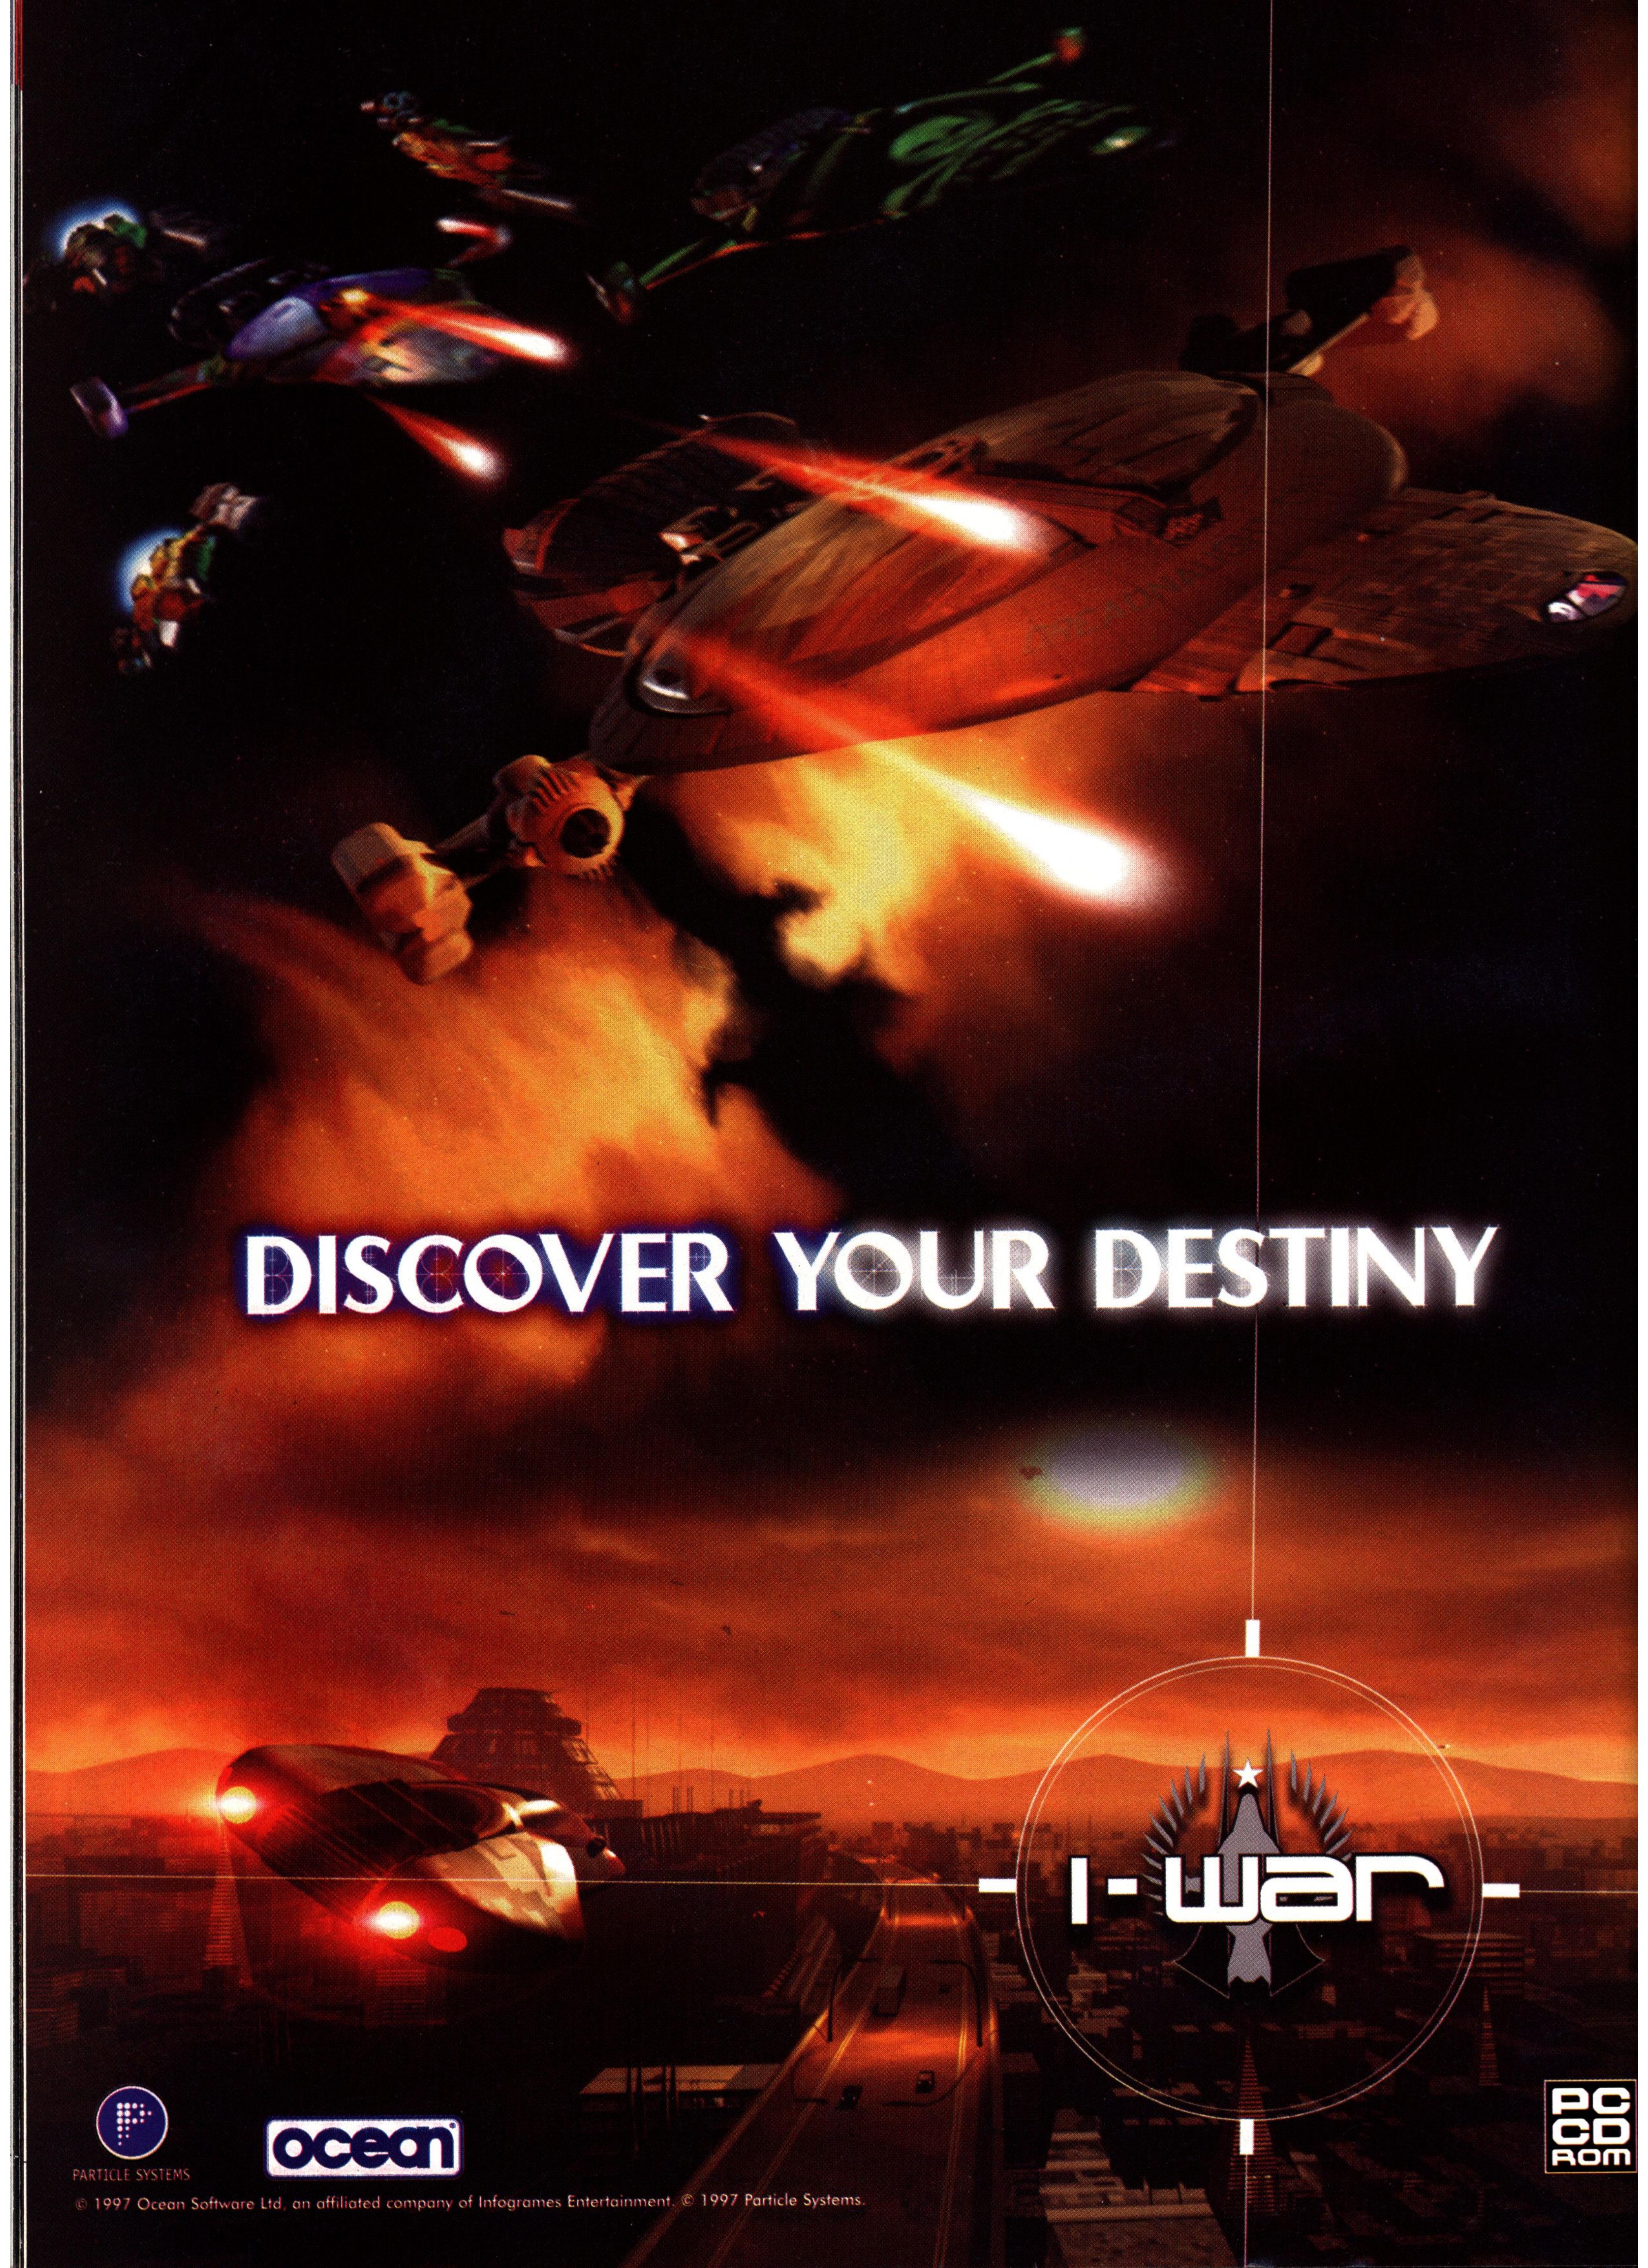 DREADNAUGHT
DISCOVER YOUR DESTINY
I-WAR
PARTICLE SYSTEMS
ocean
PC
CD
ROM
© 1997 Ocean Software Ltd, an affiliated company of Infogrames Entertainment. © 1997 Particle Systems.